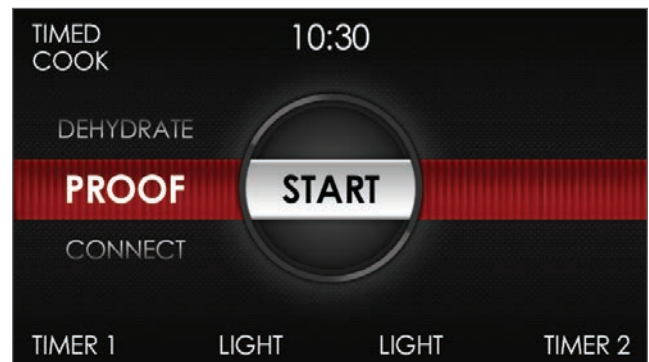 TIMED
COOK
10:30
DEHYDRATE
PROOF
START
CONNECT
TIMER 1
LIGHT
LIGHT
TIMER 2